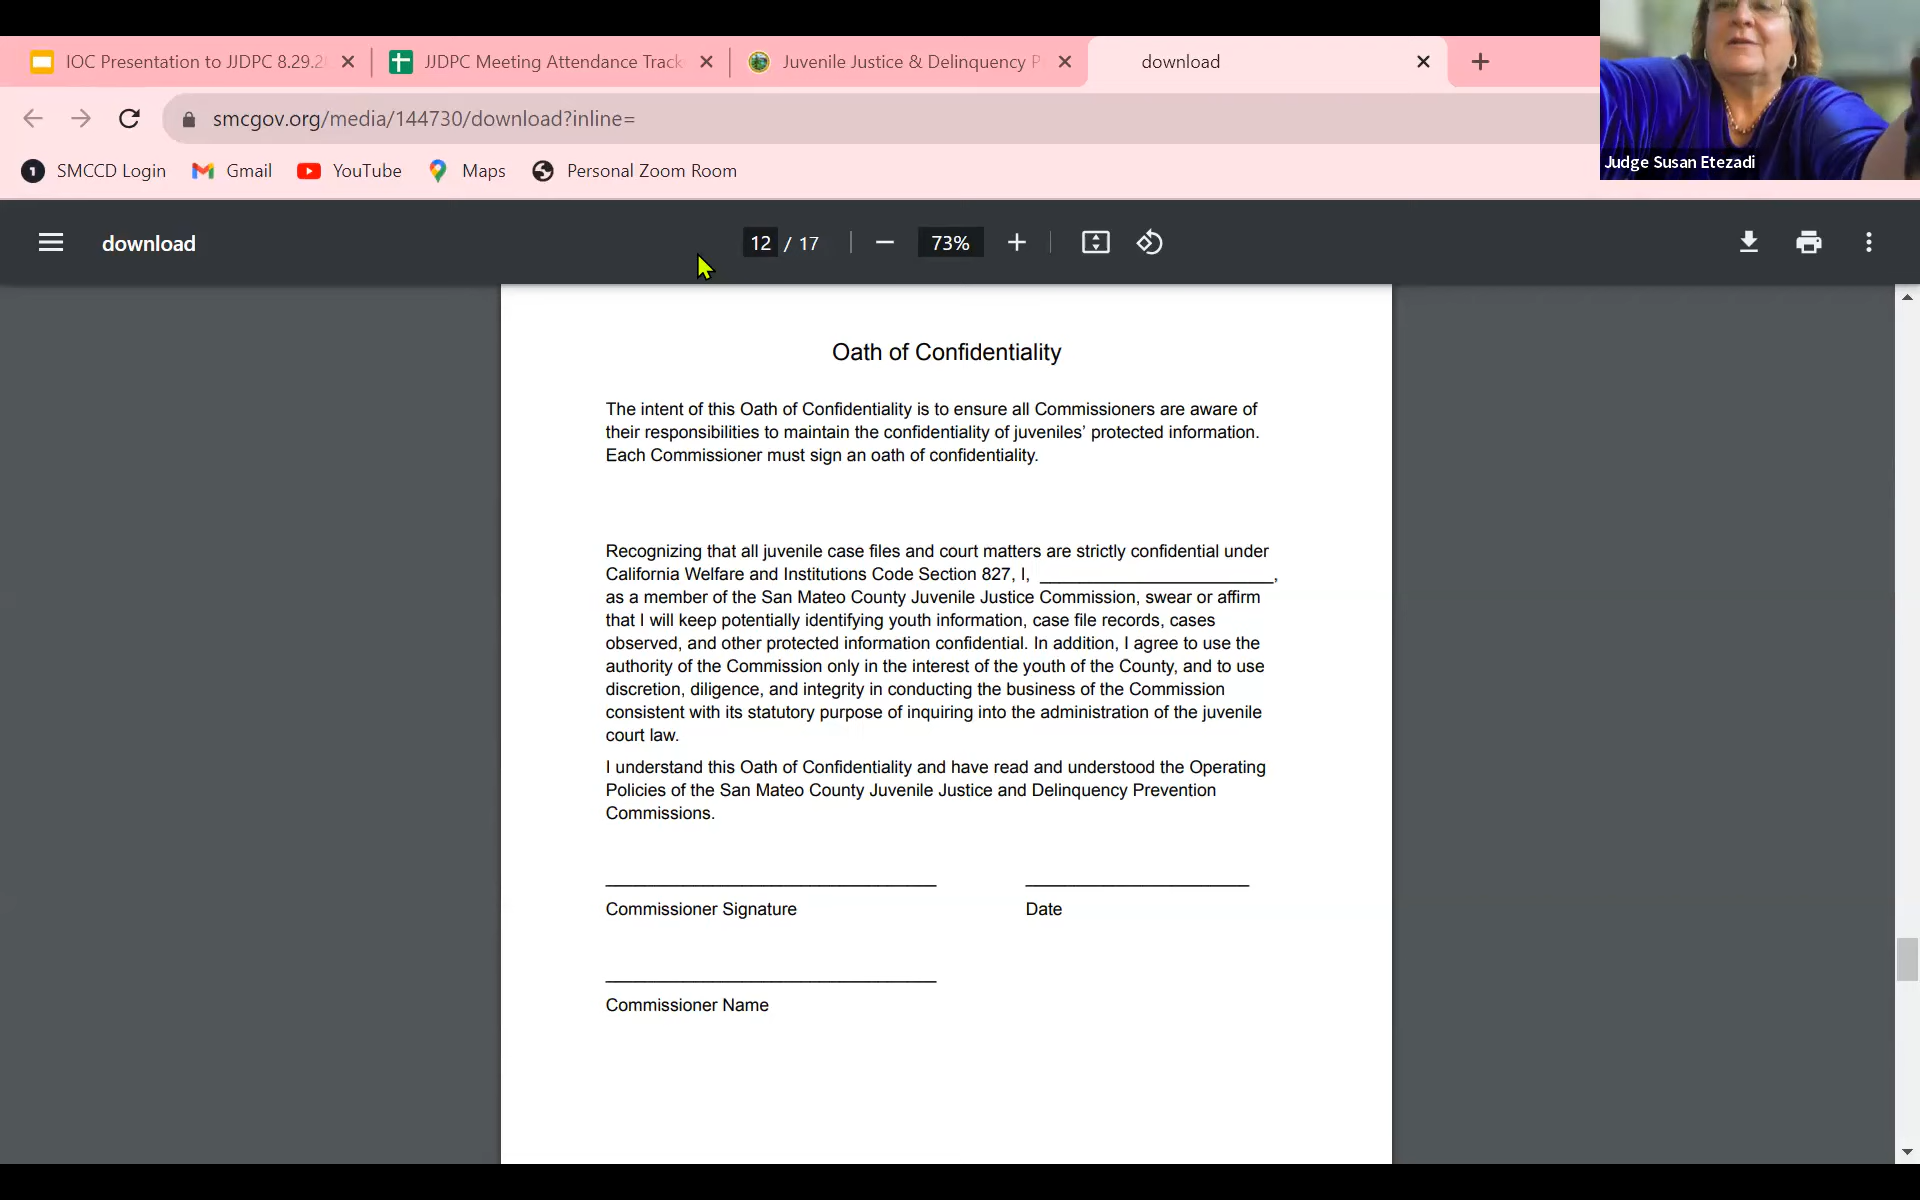 IOC Presentation to JJDPC 8.29.2
JJDPC Meeting Attendance Track
Juvenile Justice & Delinquency P
download
smcgov.org/media/144730/download?inline=
SMCCD Login
Gmail
YouTube
Maps
Personal Zoom Room
Judge Susan Etezadi
download
12 / 17
73%
Oath of Confidentiality
The intent of this Oath of Confidentiality is to ensure all Commissioners are aware of
their responsibilities to maintain the confidentiality of juveniles’ protected information.
Each Commissioner must sign an oath of confidentiality.
Recognizing that all juvenile case files and court matters are strictly confidential under
California Welfare and Institutions Code Section 827, I, ________________________,
as a member of the San Mateo County Juvenile Justice Commission, swear or affirm
that I will keep potentially identifying youth information, case file records, cases
observed, and other protected information confidential. In addition, I agree to use the
authority of the Commission only in the interest of the youth of the County, and to use
discretion, diligence, and integrity in conducting the business of the Commission
consistent with its statutory purpose of inquiring into the administration of the juvenile
court law.
I understand this Oath of Confidentiality and have read and understood the Operating
Policies of the San Mateo County Juvenile Justice and Delinquency Prevention
Commissions.
Commissioner Signature
Date
Commissioner Name